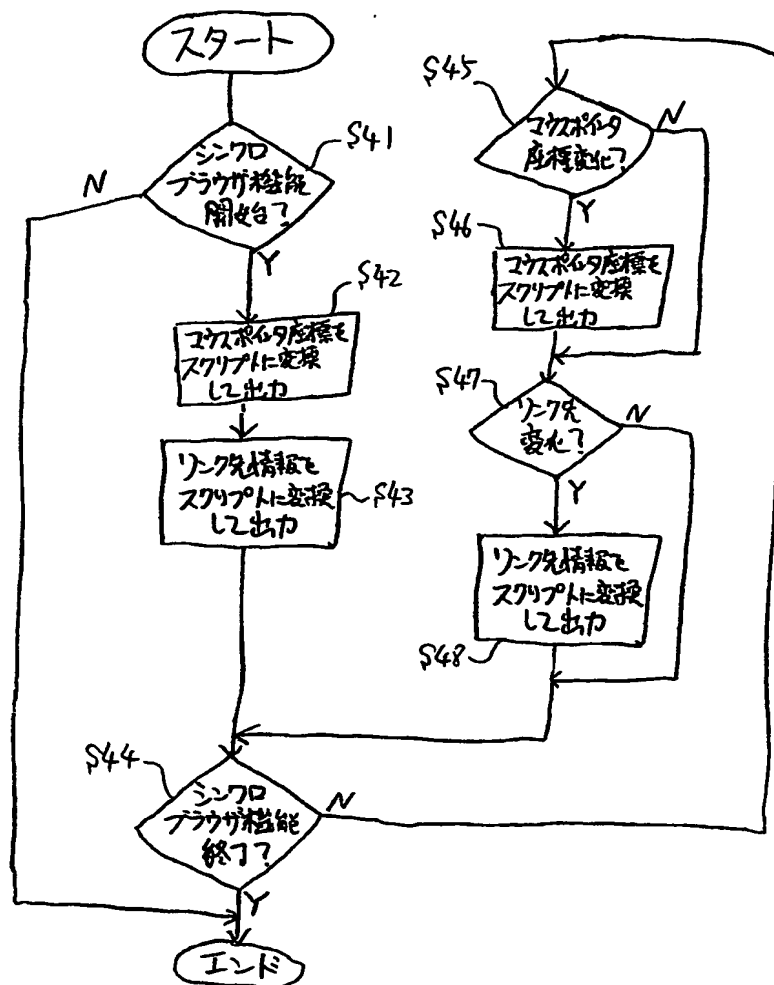 スタート
S41
シンクロ
ブラウザ機能
開始?
N
Y
S42
マウスポインタ座標を
スクリプトに変換
して出力
リンク先情報を
スクリプトに変換
して出力
S43
S44
シンクロ
ブラウザ機能
終了?
N
Y
エンド
S45
マウスポインタ
座標変化?
N
Y
S46
マウスポインタ座標を
スクリプトに変換
して出力
S47
リンク先
変化?
N
Y
リンク先情報を
スクリプトに変換
して出力
S48